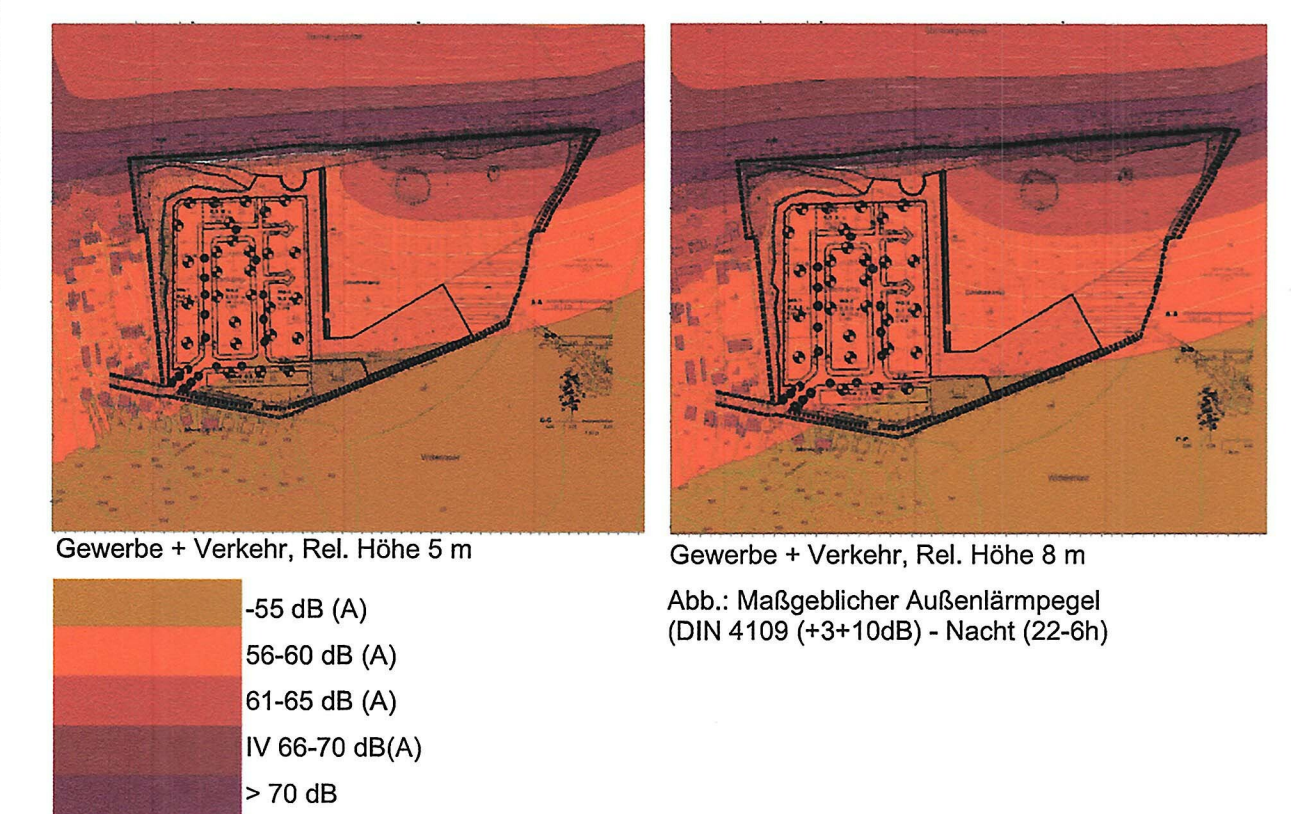 Gewerbe + Verkehr, Rel. Höhe 5 m
Gewerbe + Verkehr, Rel. Höhe 8 m
-55 dB (A)
56-60 dB (A)
61-65 dB (A)
IV 66-70 dB(A)
> 70 dB
Abb.: Maßgeblicher Außenlärmpegel
(DIN 4109 (+3+10dB) - Nacht (22-6h)